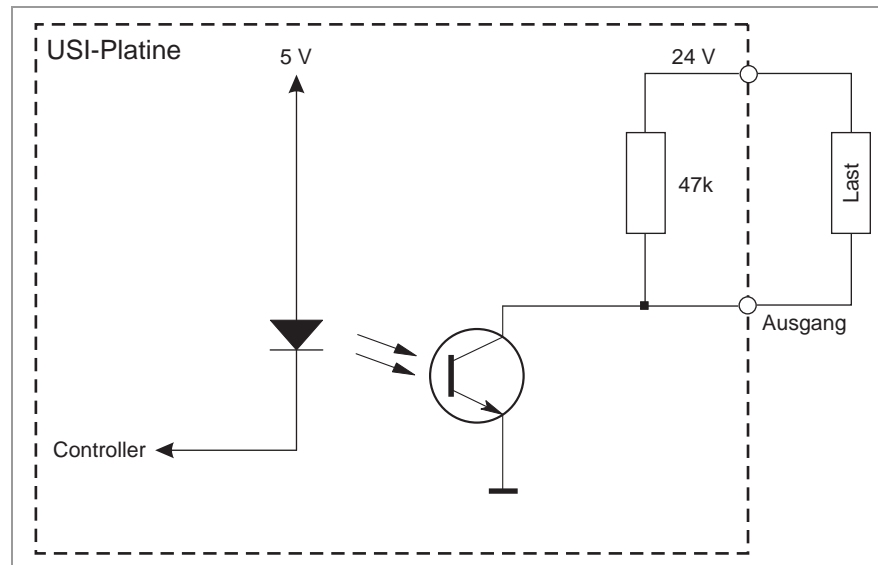 USI-Platine
5 V
24 V
47k
Last
Ausgang
Controller